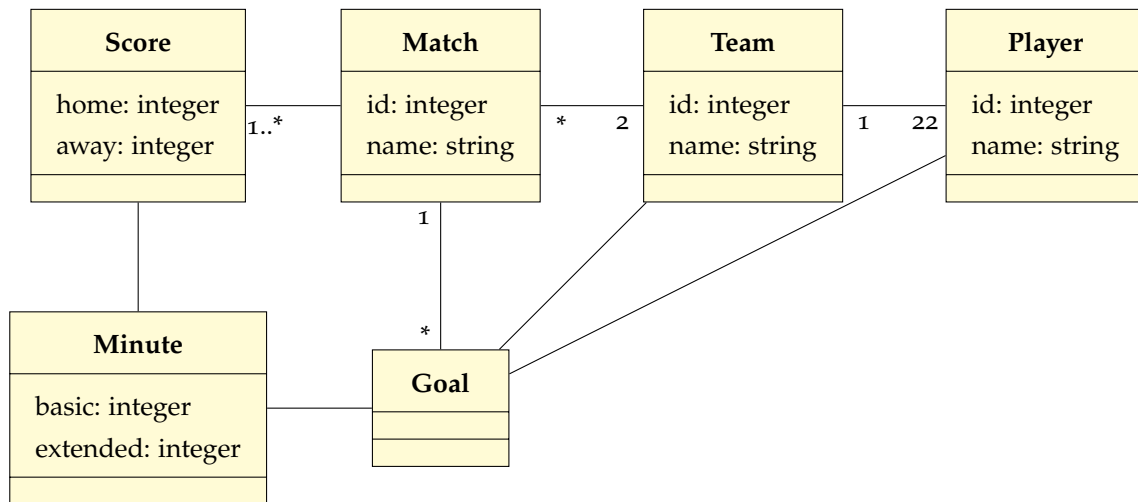 Score
home: integer
away: integer
Match
id: integer
name: string
Team
id: integer
name: string
Player
id: integer
name: string
1..*
*
2
1
22
1
*
Minute
basic: integer
extended: integer
Goal